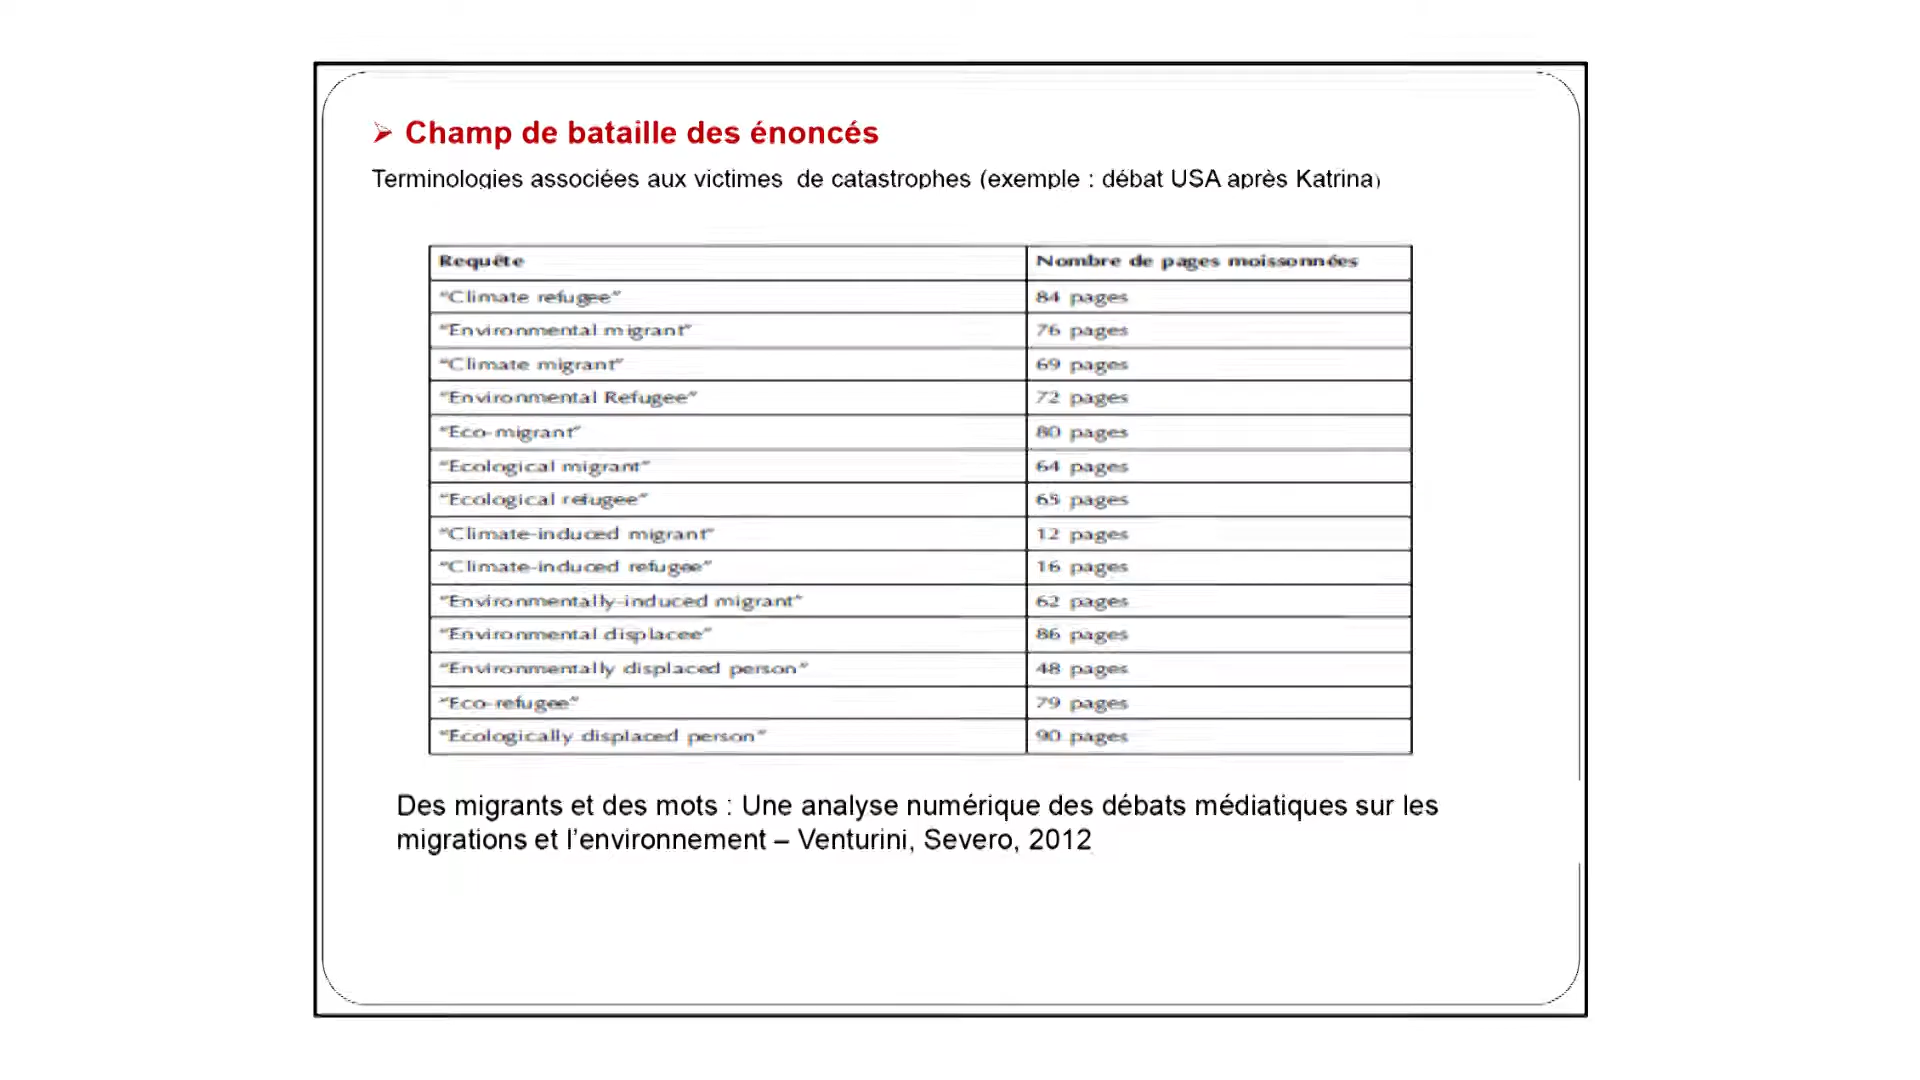 Champ de bataille des énoncés
Terminologies associées aux victimes de catastrophes (exemple : débat USA après Katrina)
Requête Nombre de pages moissonnées
"Climate refugee" 84 pages
"Environmental migrant" 76 pages
"Climate migrant" 69 pages
"Environmental Refugee" 72 pages
"Eco-migrant" 80 pages
"Ecological migrant" 64 pages
"Ecological refugee" 65 pages
"Climate-induced migrant" 12 pages
"Climate-induced refugee" 16 pages
"Environmentally-induced migrant" 62 pages
"Environmental displacee" 86 pages
"Environmentally displaced person" 48 pages
"Eco-refugee" 79 pages
"Ecologically displaced person" 90 pages
Des migrants et des mots : Une analyse numérique des débats médiatiques sur les
migrations et l'environnement – Venturini, Severo, 2012